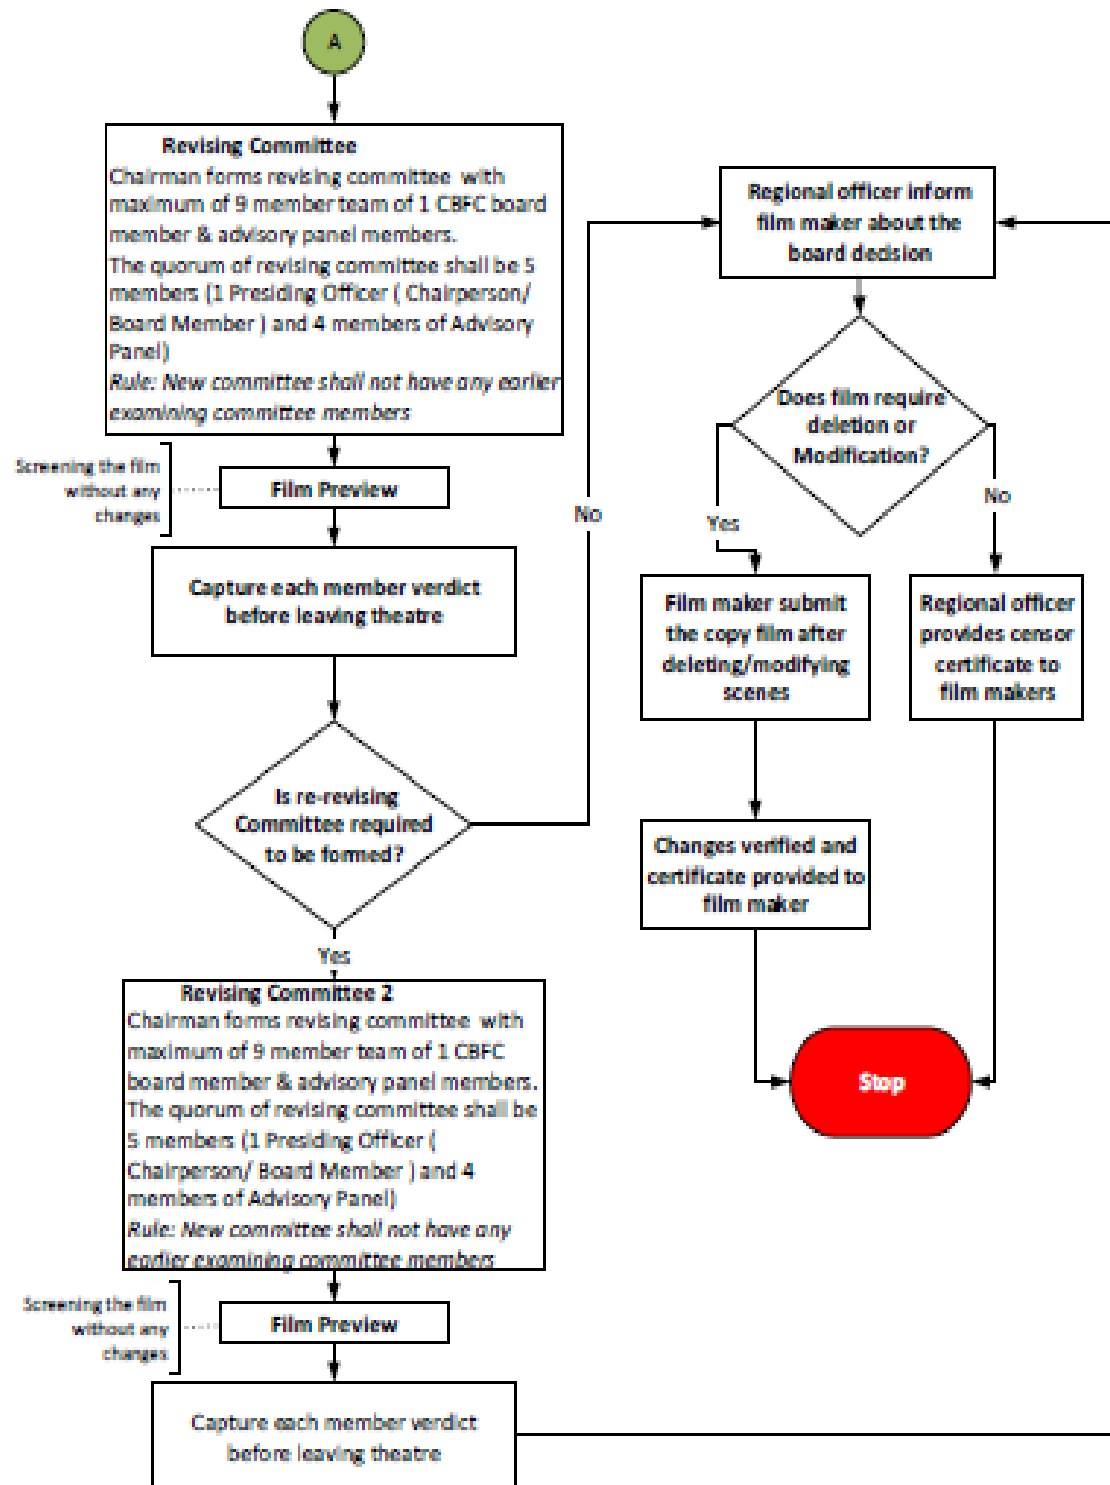 A
Revising Committee
Chairman forms revising committee with
maximum of 9 member team of 1 CBFC board
member & advisory panel members.
The quorum of revising committee shall be 5
members (1 Presiding Officer ( Chairperson/
Board Member ) and 4 members of Advisory
Panel)
Rule: New committee shall not have any earlier
examining committee members
Screening the film
without any
changes
Film Preview
Capture each member verdict
before leaving theatre
Is re-revising
Committee required
to be formed?
No
Yes
Revising Committee 2
Chairman forms revising committee with
maximum of 9 member team of 1 CBFC
board member & advisory panel members.
The quorum of revising committee shall be
5 members (1 Presiding Officer (
Chairperson/ Board Member ) and 4
members of Advisory Panel)
Rule: New committee shall not have any
earlier examining committee members
Screening the film
without any
changes
Film Preview
Capture each member verdict
before leaving theatre
Regional officer inform
film maker about the
board decision
Does film require
deletion or
Modification?
Yes
No
Film maker submit
the copy film after
deleting/modifying
scenes
Regional officer
provides censor
certificate to
film makers
Changes verified and
certificate provided to
film maker
Stop